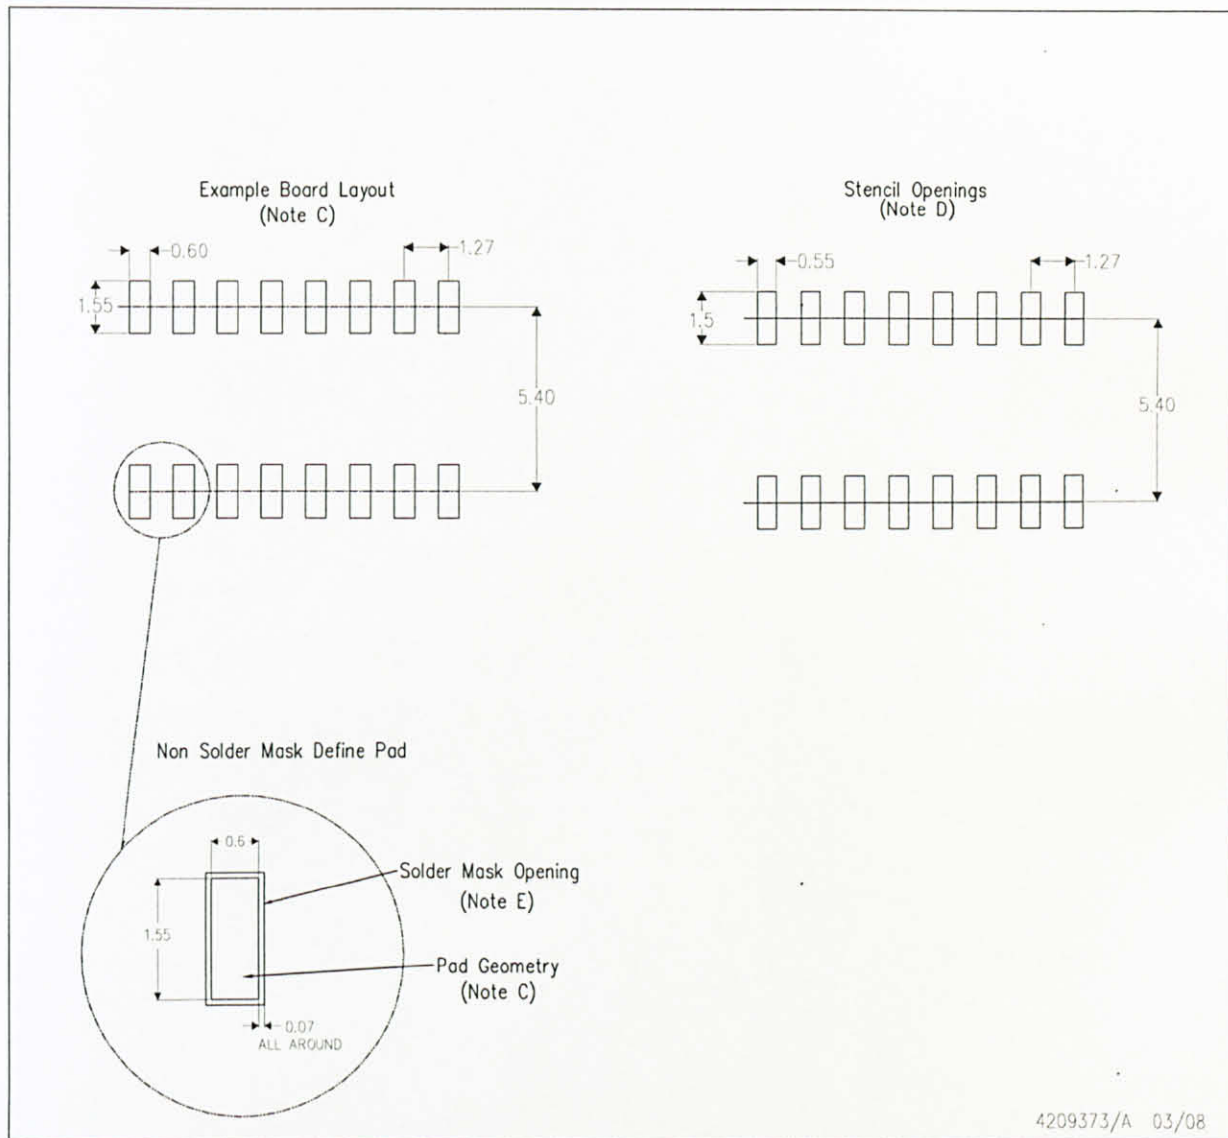 Example Board Layout
(Note C)
0.60
1.27
1.55
5.40
Stencil Openings
(Note D)
0.55
1.27
1.5
5.40
Non Solder Mask Define Pad
0.6
1.55
Solder Mask Opening
(Note E)
Pad Geometry
(Note C)
0.07
ALL AROUND
4209373/A 03/08